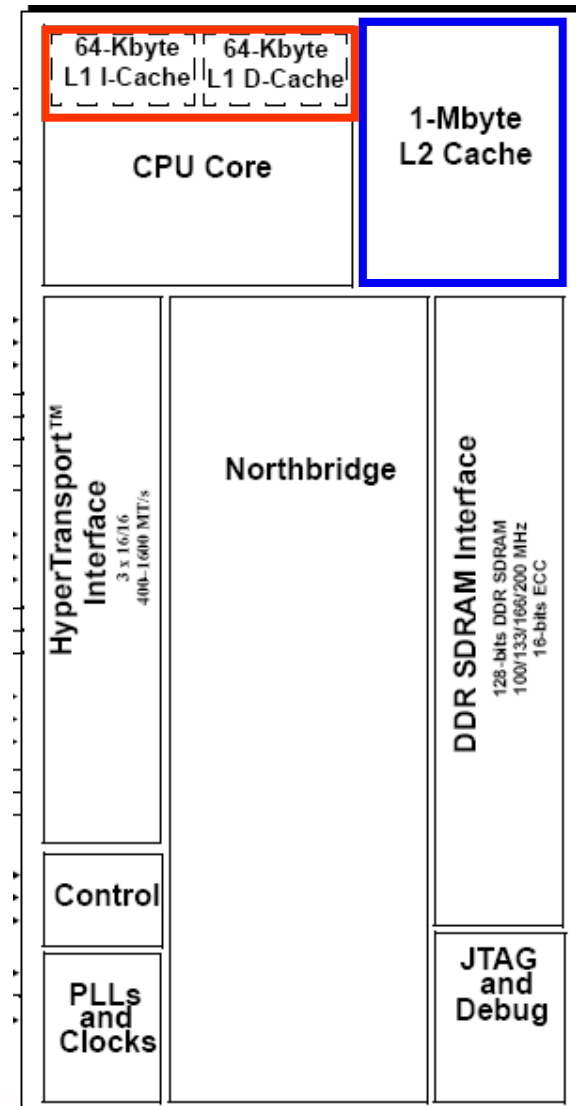 64-Kbyte
L1 I-Cache
64-Kbyte
L1 D-Cache
CPU Core
1-Mbyte
L2 Cache
HyperTransport™
Interface
3 x 16/16
400-1600 MT/s
Northbridge
DDR SDRAM Interface
128-bits DDR SDRAM
100/133/166/200 MHz
16-bits ECC
Control
PLLs
and
Clocks
JTAG
and
Debug